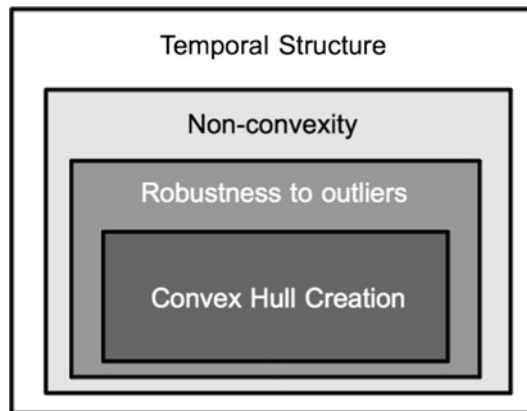 Temporal Structure
Non-convexity
Robustness to outliers
Convex Hull Creation